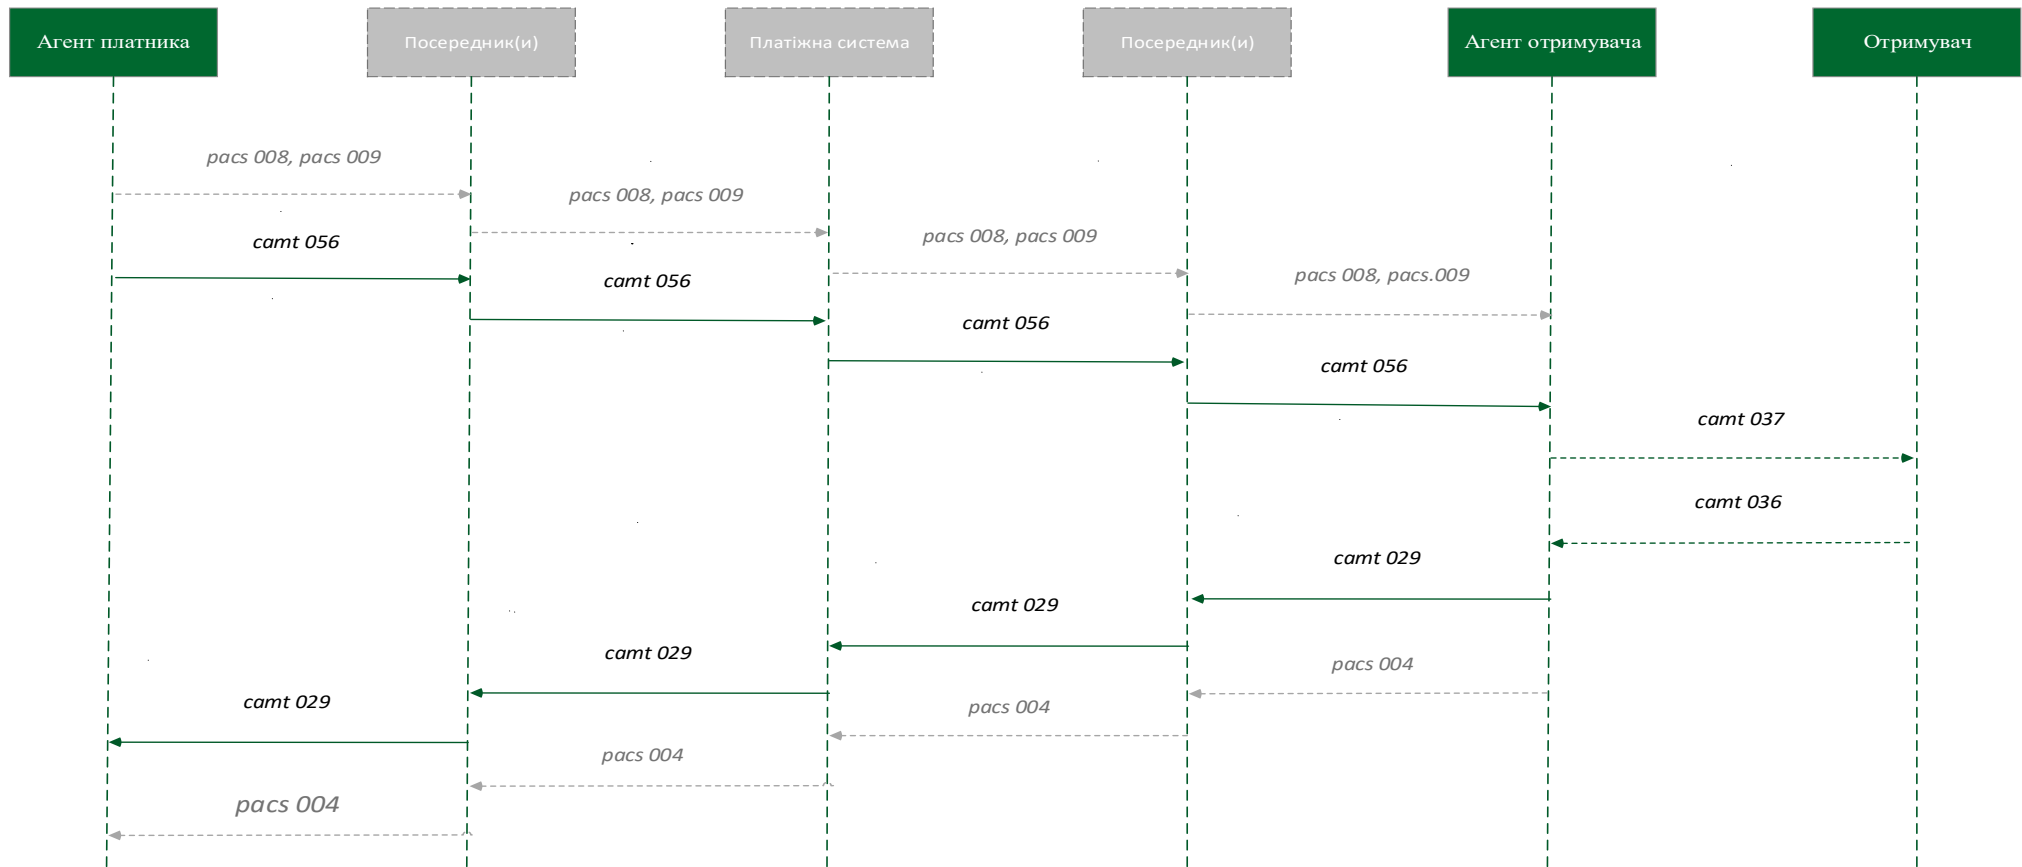 Агент платника
Посередник(и)
Платіжна система
Посередник(и)
Агент отримувача
Отримувач
pacs 008, pacs 009
pacs 008, pacs 009
pacs 008, pacs 009
camt 056
pacs 008, pacs.009
camt 056
camt 056
camt 056
camt 037
camt 036
camt 029
camt 029
camt 029
pacs 004
camt 029
pacs 004
pacs 004
pacs 004